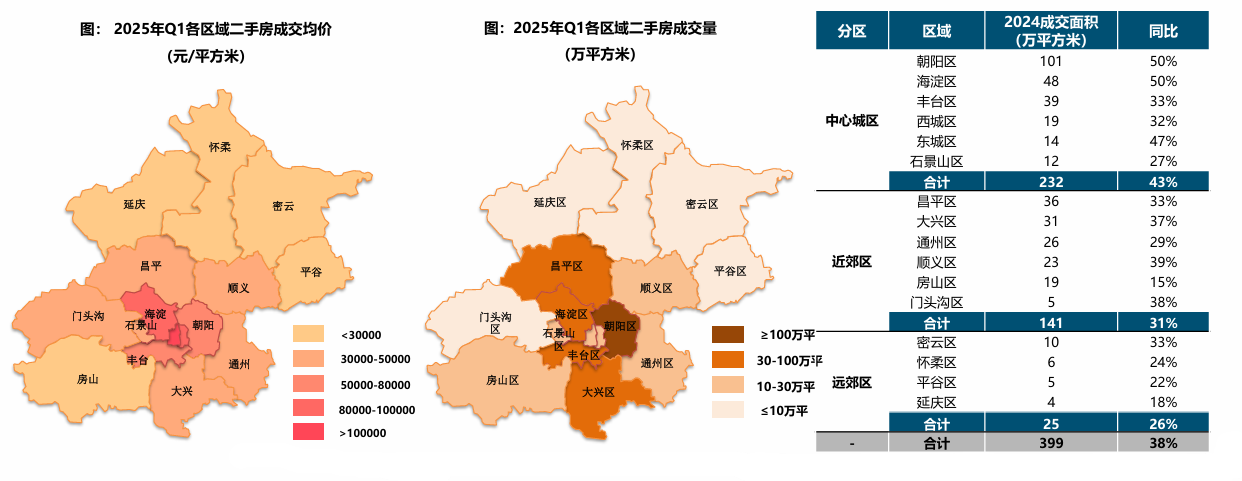 图： 2025年Q1各区域二手房成交均价
(元/平方米)
怀柔
延庆
密云
昌平
平谷
顺义
门头沟
海淀
石景山
朝阳
丰台
通州
房山
大兴
<30000
30000-50000
50000-80000
80000-100000
>100000
图：2025年Q1各区域二手房成交量
(万平方米)
怀柔区
延庆区
密云区
昌平区
平谷区
顺义区
门头沟
区
海淀区
石景山
区
朝阳区
丰台区
通州区
房山区
大兴区
≥100万平
30-100万平
10-30万平
≤10万平
分区 区域 2024成交面积
（万平方米） 同比
中心城区
朝阳区 101 50%
海淀区 48 50%
丰台区 39 33%
西城区 19 32%
东城区 14 47%
石景山区 12 27%
合计 232 43%
近郊区
昌平区 36 33%
大兴区 31 37%
通州区 26 29%
顺义区 23 39%
房山区 19 15%
门头沟区 5 38%
合计 141 31%
远郊区
密云区 10 33%
怀柔区 6 24%
平谷区 5 22%
延庆区 4 18%
合计 25 26%
- 合计 399 38%